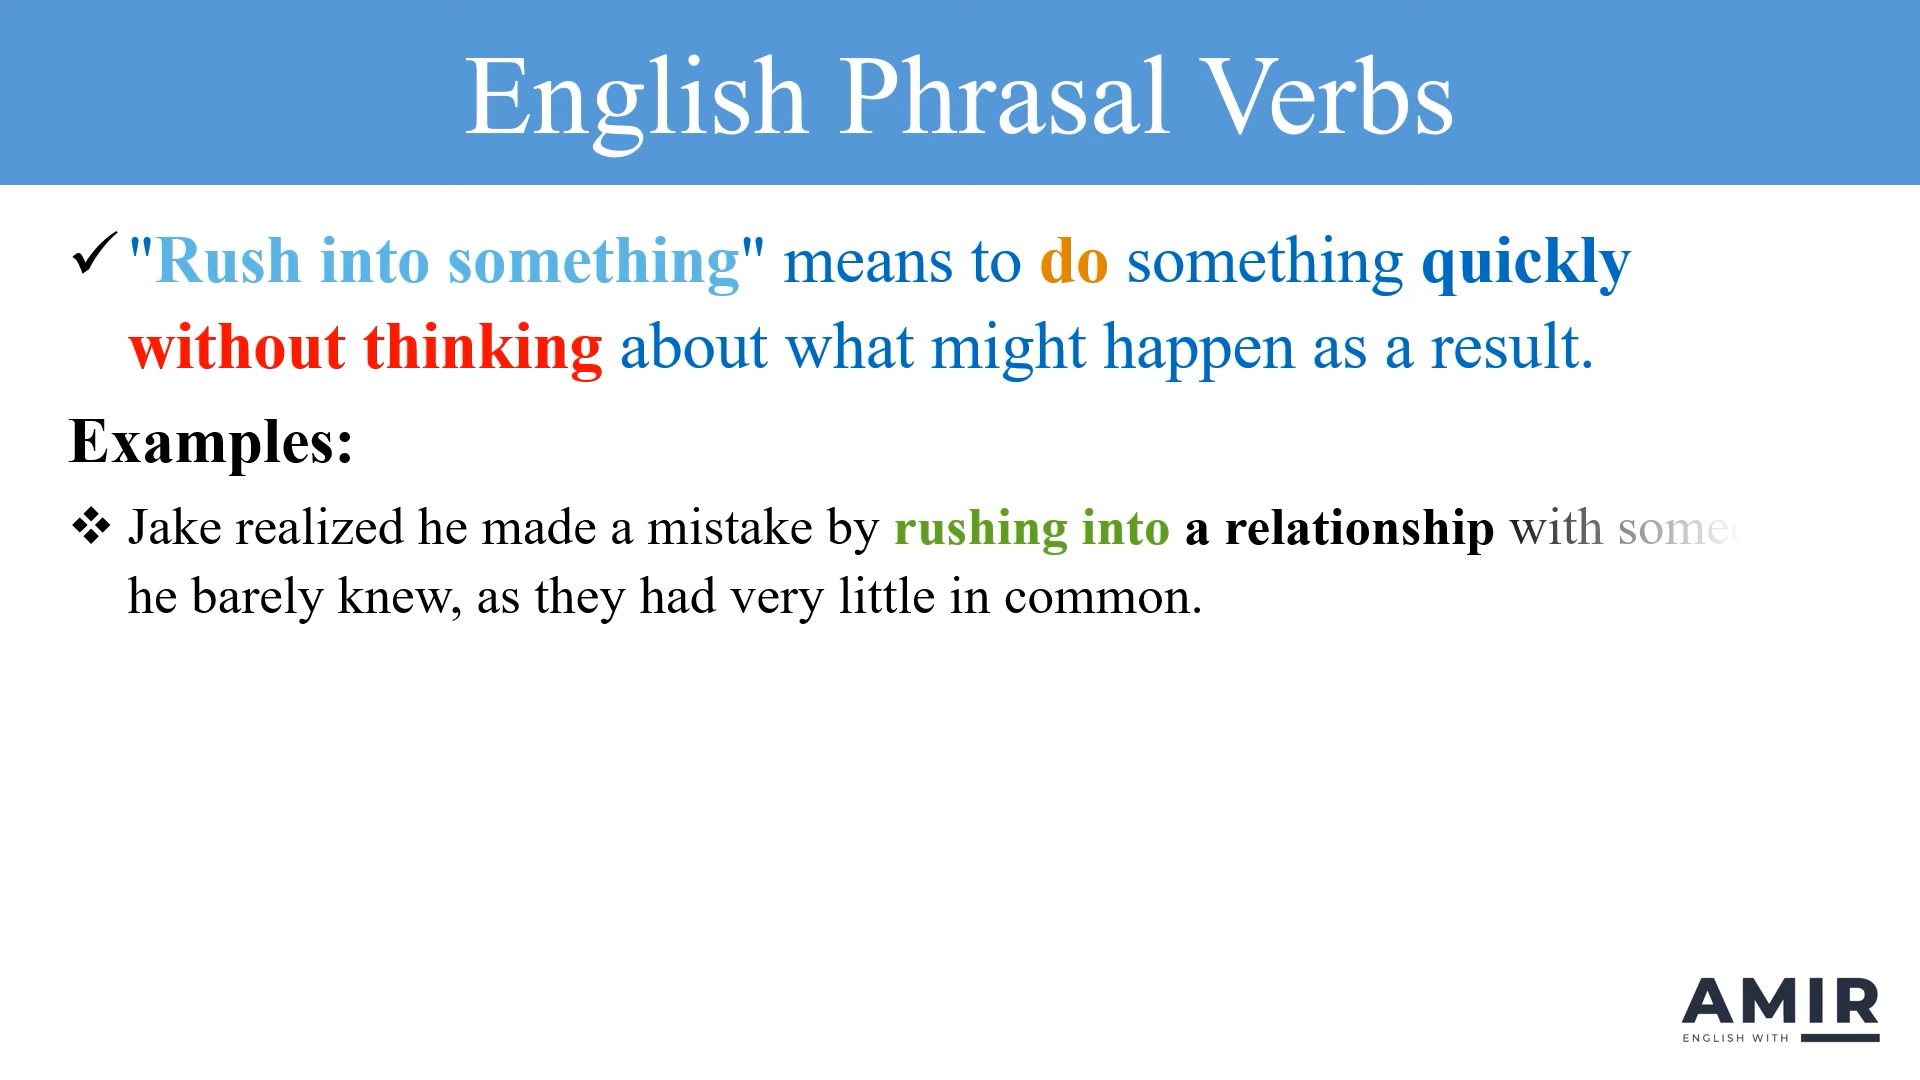 English Phrasal Verbs
"Rush into something" means to do something quickly
without thinking about what might happen as a result.
Examples:
Jake realized he made a mistake by rushing into a relationship with
he barely knew, as they had very little in common.
AMIR
ENGLISH WITH